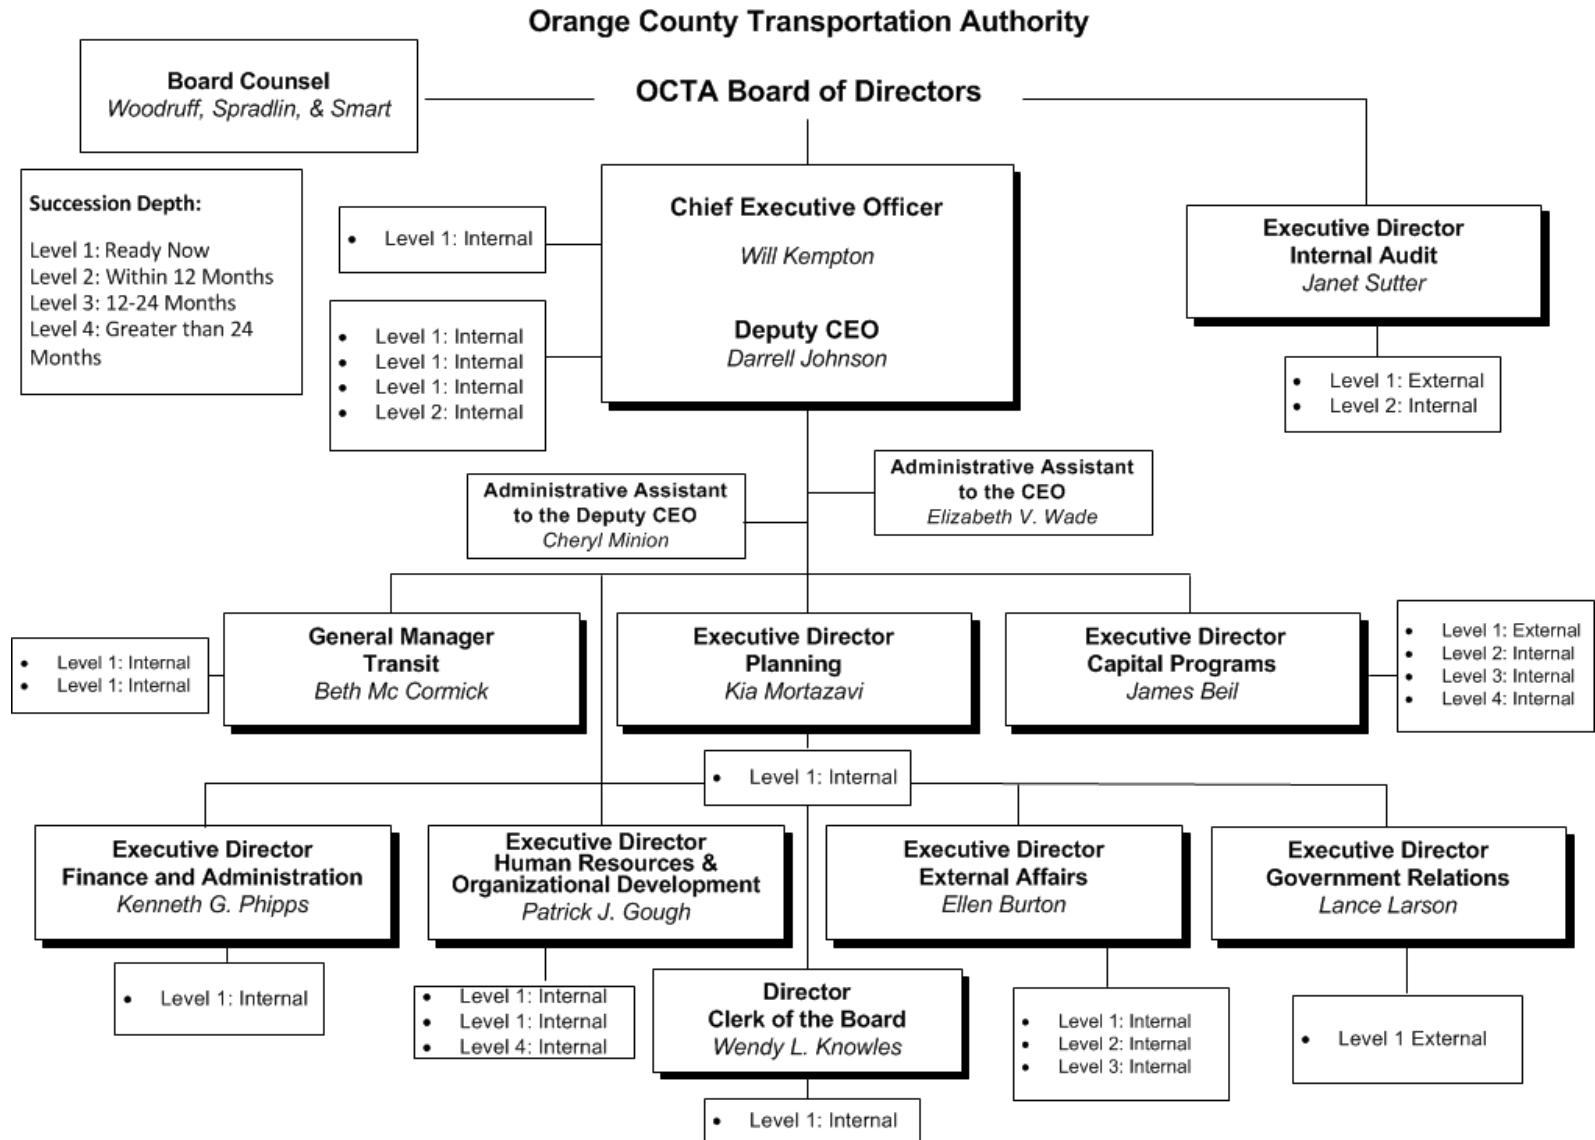 Orange County Transportation Authority
Board Counsel
Woodruff, Spradlin, & Smart
OCTA Board of Directors
Succession Depth:
Level 1: Ready Now
Level 2: Within 12 Months
Level 3: 12-24 Months
Level 4: Greater than 24
Months
• Level 1: Internal
• Level 1: Internal
• Level 1: Internal
• Level 1: Internal
• Level 2: Internal
Chief Executive Officer
Will Kempton
Deputy CEO
Darrell Johnson
Executive Director
Internal Audit
Janet Sutter
• Level 1: External
• Level 2: Internal
Administrative Assistant
to the Deputy CEO
Cheryl Minion
Administrative Assistant
to the CEO
Elizabeth V. Wade
• Level 1: Internal
• Level 1: Internal
General Manager
Transit
Beth Mc Cormick
Executive Director
Planning
Kia Mortazavi
Executive Director
Capital Programs
James Beil
• Level 1: External
• Level 2: Internal
• Level 3: Internal
• Level 4: Internal
• Level 1: Internal
Executive Director
Finance and Administration
Kenneth G. Phipps
Executive Director
Human Resources &
Organizational Development
Patrick J. Gough
Executive Director
External Affairs
Ellen Burton
Executive Director
Government Relations
Lance Larson
• Level 1: Internal
• Level 1: Internal
• Level 1: Internal
• Level 4: Internal
Director
Clerk of the Board
Wendy L. Knowles
• Level 1: Internal
• Level 2: Internal
• Level 3: Internal
• Level 1 External
• Level 1: Internal